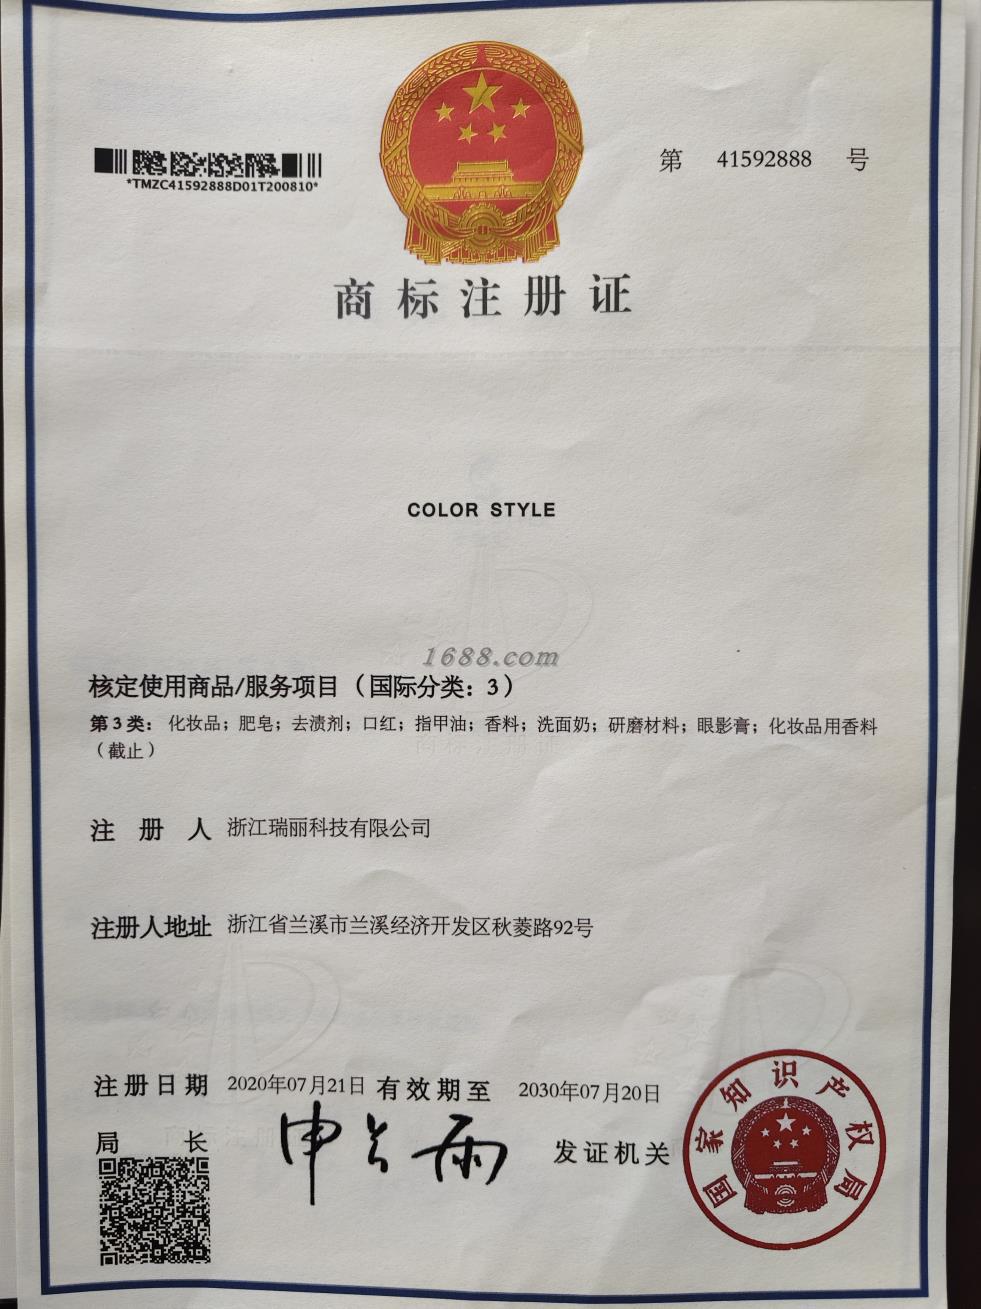 *TMZC41592888D01T200810*
第 41592888 号
商标注册证
COLOR STYLE
1688.com
核定使用商品/服务项目（国际分类：3）
第3类：化妆品；肥皂；去渍剂；口红；指甲油；香料；洗面奶；研磨材料；眼影膏；化妆品用香料
（截止）
注册人 浙江瑞丽科技有限公司
注册人地址 浙江省兰溪市兰溪经济开发区秋菱路92号
注册日期 2020年07月21日 有效期至 2030年07月20日
局长 申长雨 发证机关
国家知识产权局